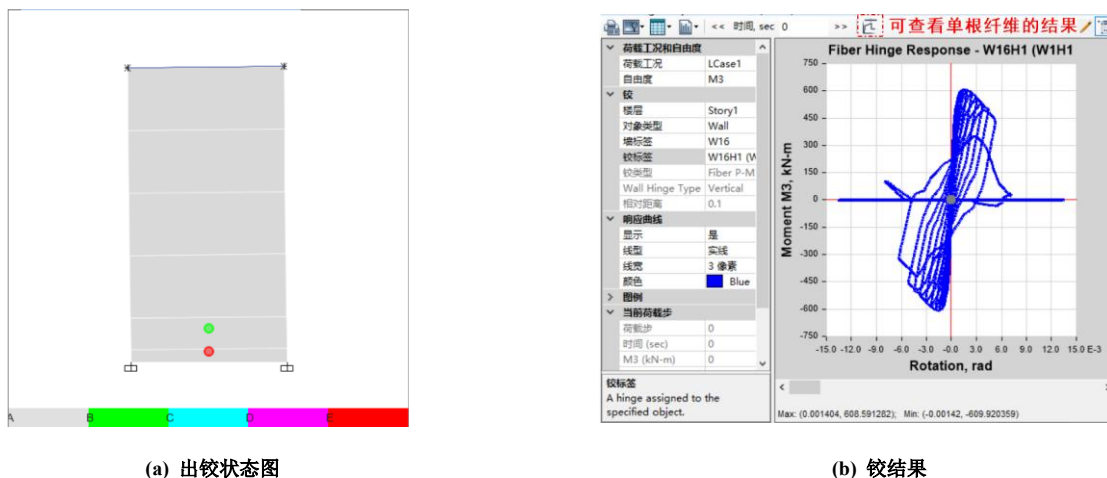 A B C D E
(a) 出铰状态图
<< 时间, sec 0 >> 可查看单根纤维的结果
荷载工况和自由度
荷载工况 LCase1
自由度 M3
铰
楼层 Story1
对象类型 Wall
墙标签 W16
铰标签 W16H1 (W
铰类型 Fiber P-M
Wall Hinge Type Vertical
相对距离 0.1
响应曲线
显示 是
线型 实线
线宽 3 像素
颜色 Blue
图例
当前荷载步
荷载步 0
时间 (sec) 0
M3 (kN-m) 0
铰标签
A hinge assigned to the
specified object.
Fiber Hinge Response - W16H1 (W1H1
Moment M3, kN-m
750
600
450
300
150
0
-150
-300
-450
-600
-750
-15.0 -12.0 -9.0 -6.0 -3.0 -0.0 3.0 6.0 9.0 12.0 15.0 E-3
Rotation, rad
Max: (0.001404, 608.591282); Min: (-0.00142, -609.920359)
(b) 铰结果